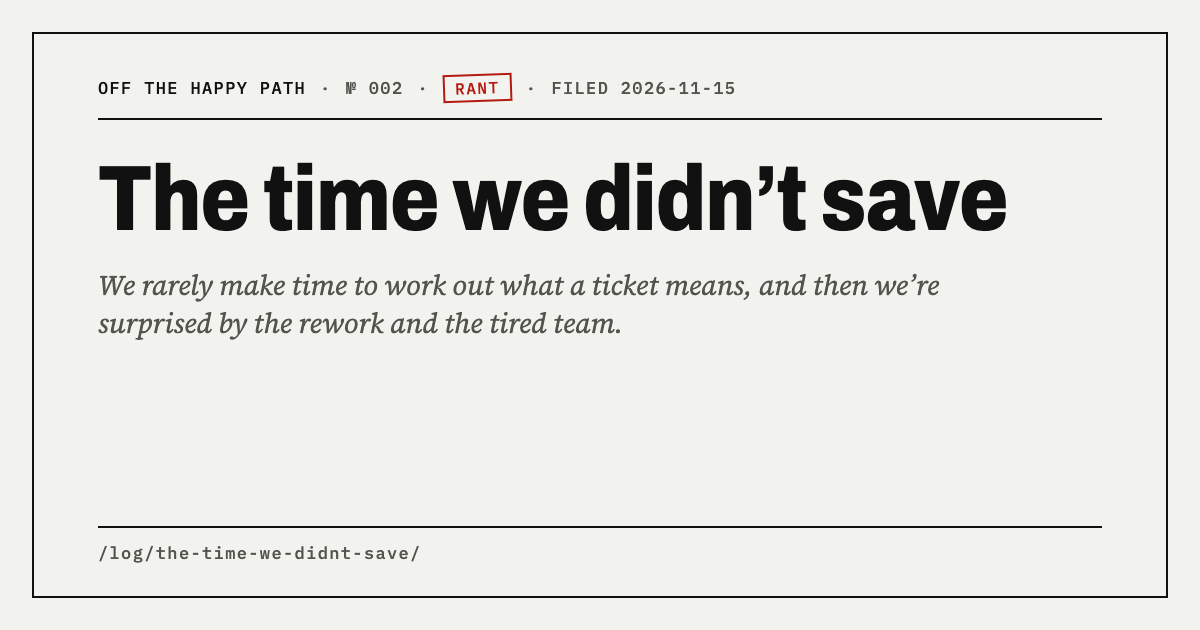 OFF THE HAPPY PATH · № 002 · RANT · FILED 2026-11-15
The time we didn’t save
We rarely make time to work out what a ticket means, and then we’re
surprised by the rework and the tired team.
/log/the-time-we-didnt-save/